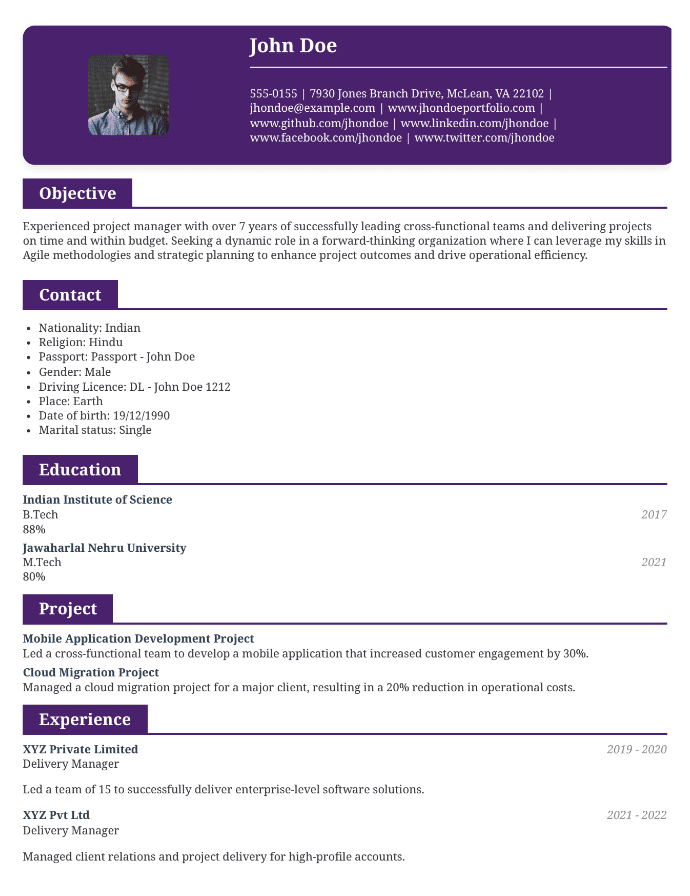 John Doe
555-0155 | 7930 Jones Branch Drive, McLean, VA 22102 |
jhondoe@example.com | www.jhondoeportfolio.com |
www.github.com/jhondoe | www.linkedin.com/jhondoe |
www.facebook.com/jhondoe | www.twitter.com/jhondoe
Objective
Experienced project manager with over 7 years of successfully leading cross-functional teams and delivering projects
on time and within budget. Seeking a dynamic role in a forward-thinking organization where I can leverage my skills in
Agile methodologies and strategic planning to enhance project outcomes and drive operational efficiency.
Contact
• Nationality: Indian
• Religion: Hindu
• Passport: Passport - John Doe
• Gender: Male
• Driving Licence: DL - John Doe 1212
• Place: Earth
• Date of birth: 19/12/1990
• Marital status: Single
Education
Indian Institute of Science
B.Tech 2017
88%
Jawaharlal Nehru University
M.Tech 2021
80%
Project
Mobile Application Development Project
Led a cross-functional team to develop a mobile application that increased customer engagement by 30%.
Cloud Migration Project
Managed a cloud migration project for a major client, resulting in a 20% reduction in operational costs.
Experience
XYZ Private Limited 2019 - 2020
Delivery Manager
Led a team of 15 to successfully deliver enterprise-level software solutions.
XYZ Pvt Ltd 2021 - 2022
Delivery Manager
Managed client relations and project delivery for high-profile accounts.